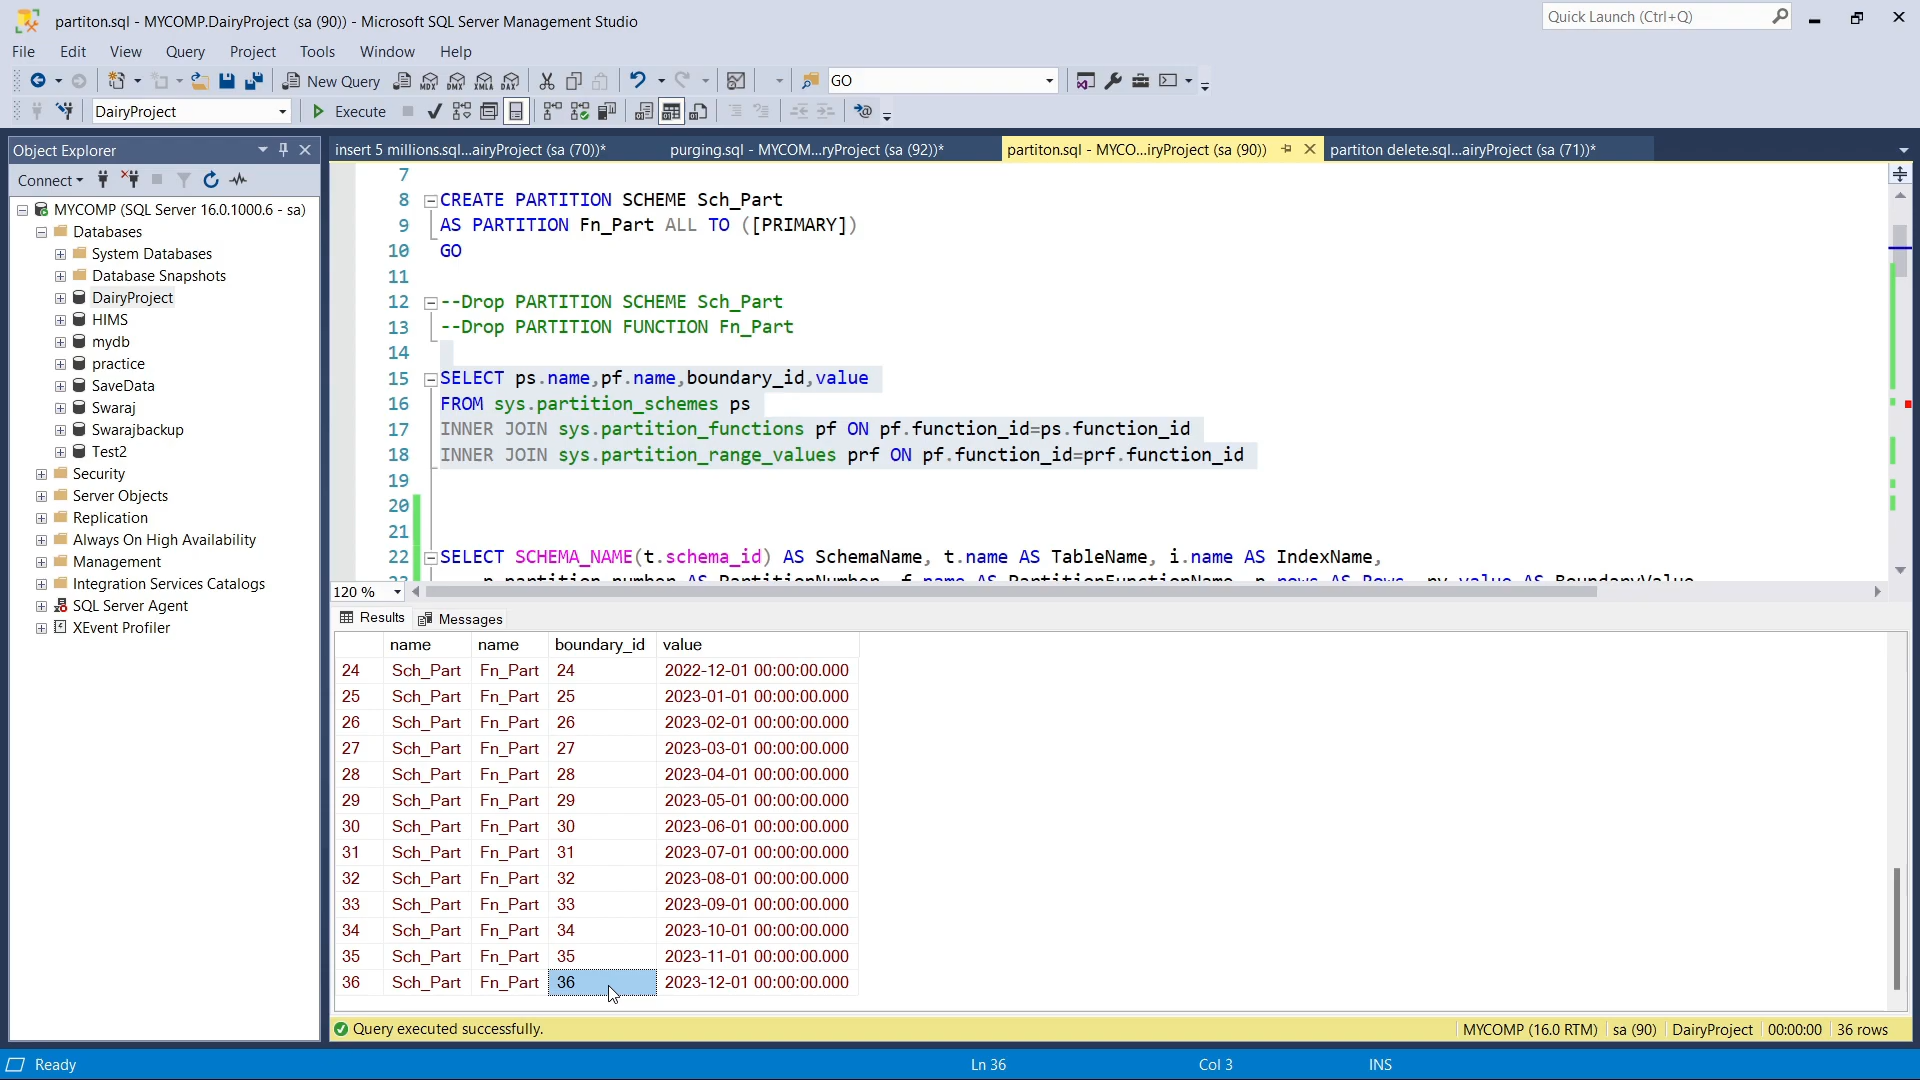 partiton.sql - MYCOMP.DairyProject (sa (90)) - Microsoft SQL Server Management Studio
Quick Launch (Ctrl+Q)
File Edit View Query Project Tools Window Help
New Query MDX DMX XMLA DAX GO
DairyProject Execute
Object Explorer
insert 5 millions.sql...airyProject (sa (70))*
purging.sql - MYCOM...ryProject (sa (92))*
partiton.sql - MYCO...iryProject (sa (90))
partiton delete.sql...airyProject (sa (71))*
Connect
MYCOMP (SQL Server 16.0.1000.6 - sa)
Databases
System Databases
Database Snapshots
DairyProject
HIMS
mydb
practice
SaveData
Swaraj
Swarajbackup
Test2
Security
Server Objects
Replication
Always On High Availability
Management
Integration Services Catalogs
SQL Server Agent
XEvent Profiler
7
8 CREATE PARTITION SCHEME Sch_Part
9 AS PARTITION Fn_Part ALL TO ([PRIMARY])
10 GO
11
12 --Drop PARTITION SCHEME Sch_Part
13 --Drop PARTITION FUNCTION Fn_Part
14
15 SELECT ps.name,pf.name,boundary_id,value
16 FROM sys.partition_schemes ps
17 INNER JOIN sys.partition_functions pf ON pf.function_id=ps.function_id
18 INNER JOIN sys.partition_range_values prf ON pf.function_id=prf.function_id
19
20
21
22 SELECT SCHEMA_NAME(t.schema_id) AS SchemaName, t.name AS TableName, i.name AS IndexName,
120 %
Results Messages
name name boundary_id value
24 Sch_Part Fn_Part 24 2022-12-01 00:00:00.000
25 Sch_Part Fn_Part 25 2023-01-01 00:00:00.000
26 Sch_Part Fn_Part 26 2023-02-01 00:00:00.000
27 Sch_Part Fn_Part 27 2023-03-01 00:00:00.000
28 Sch_Part Fn_Part 28 2023-04-01 00:00:00.000
29 Sch_Part Fn_Part 29 2023-05-01 00:00:00.000
30 Sch_Part Fn_Part 30 2023-06-01 00:00:00.000
31 Sch_Part Fn_Part 31 2023-07-01 00:00:00.000
32 Sch_Part Fn_Part 32 2023-08-01 00:00:00.000
33 Sch_Part Fn_Part 33 2023-09-01 00:00:00.000
34 Sch_Part Fn_Part 34 2023-10-01 00:00:00.000
35 Sch_Part Fn_Part 35 2023-11-01 00:00:00.000
36 Sch_Part Fn_Part 36 2023-12-01 00:00:00.000
Query executed successfully.
MYCOMP (16.0 RTM) sa (90) DairyProject 00:00:00 36 rows
Ready Ln 36 Col 3 INS